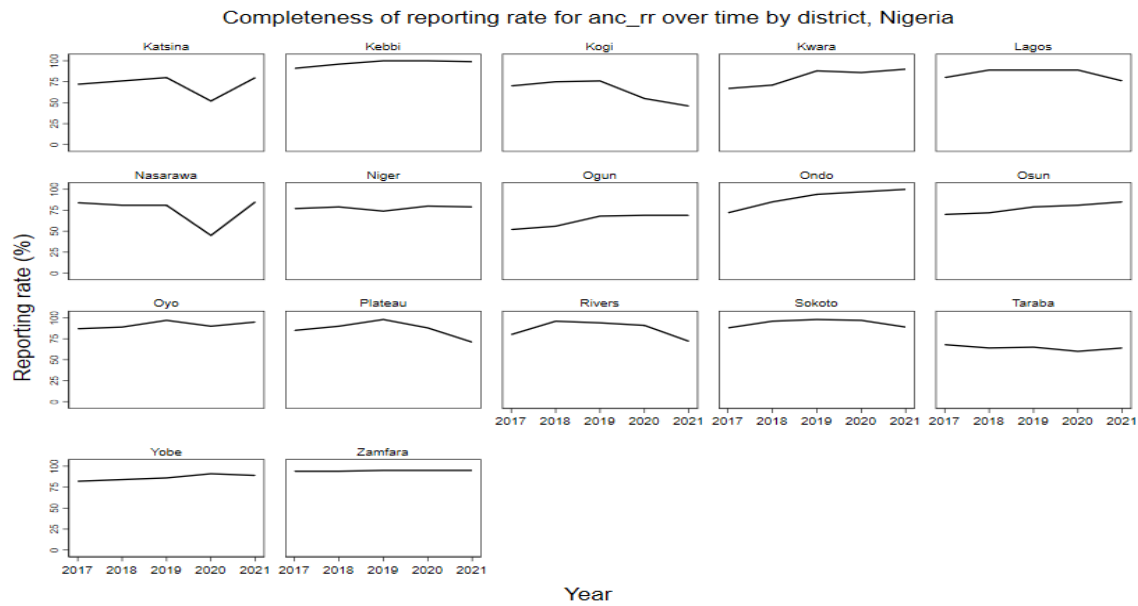 Completeness of reporting rate for anc_rr over time by district, Nigeria
Katsina Kebbi Kogi Kwara Lagos
100
75
50
25
0
Nasarawa Niger Ogun Ondo Osun
100
75
50
25
0
Reporting rate (%)
Oyo Plateau Rivers Sokoto Taraba
100
75
50
25
0
2017 2018 2019 2020 2021 2017 2018 2019 2020 2021 2017 2018 2019 2020 2021
Yobe Zamfara
100
75
50
25
0
2017 2018 2019 2020 2021 2017 2018 2019 2020 2021
Year